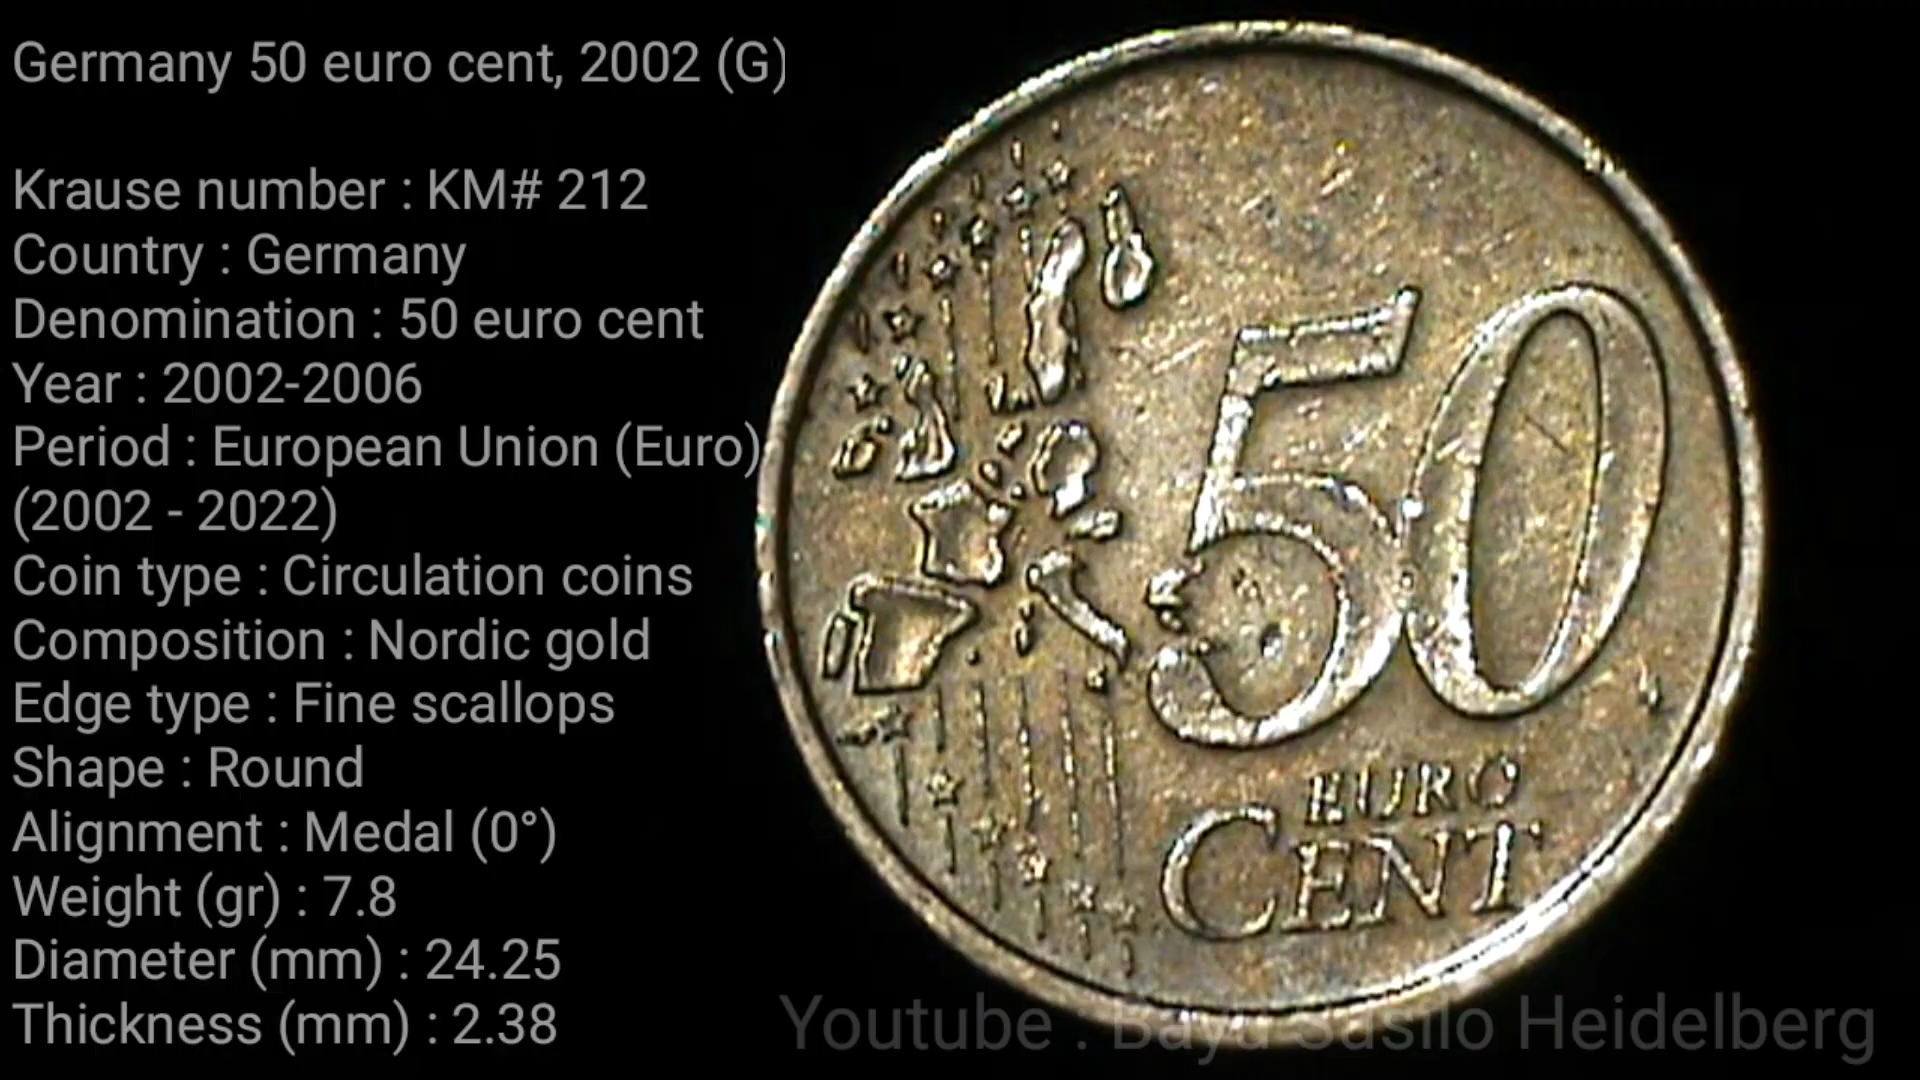 Germany 50 euro cent, 2002 (G)
Krause number : KM# 212
Country : Germany
Denomination : 50 euro cent
Year : 2002-2006
Period : European Union (Euro)
(2002 - 2022)
Coin type : Circulation coins
Composition : Nordic gold
Edge type : Fine scallops
Shape : Round
Alignment : Medal (0°)
Weight (gr) : 7.8
Diameter (mm) : 24.25
Thickness (mm) : 2.38
50
EURO
CENT
Youtube : Bayu Susilo Heidelberg